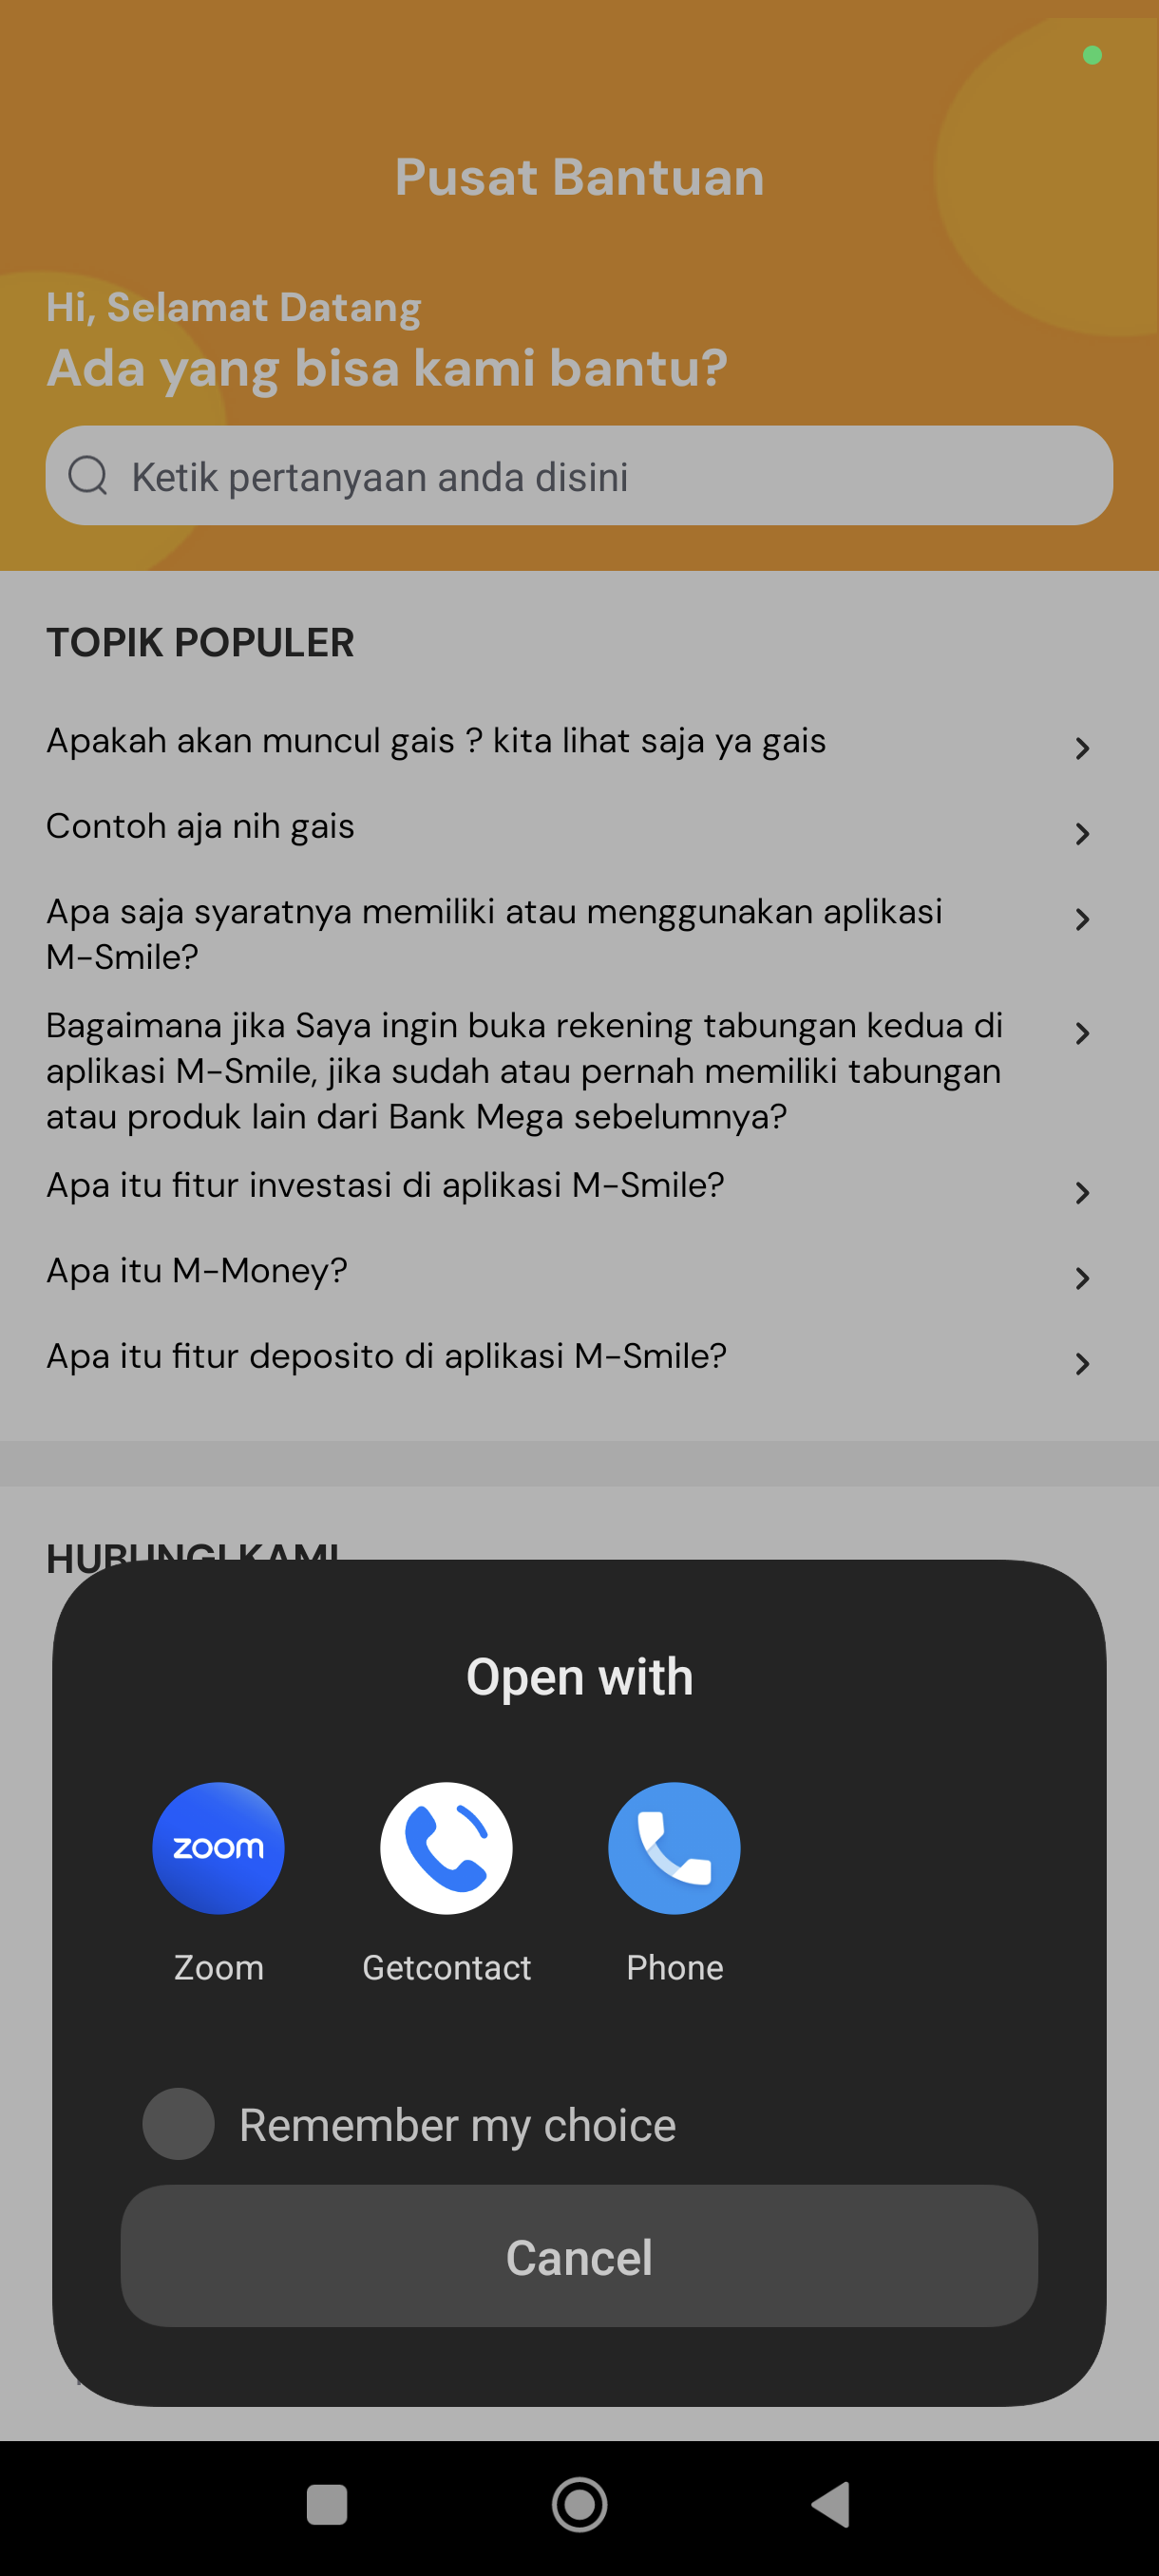 Pusat Bantuan
Hi, Selamat Datang
Ada yang bisa kami bantu?
Ketik pertanyaan anda disini
TOPIK POPULER
Apakah akan muncul gais ? kita lihat saja ya gais
Contoh aja nih gais
Apa saja syaratnya memiliki atau menggunakan aplikasi
M-Smile?
Bagaimana jika Saya ingin buka rekening tabungan kedua di
aplikasi M-Smile, jika sudah atau pernah memiliki tabungan
atau produk lain dari Bank Mega sebelumnya?
Apa itu fitur investasi di aplikasi M-Smile?
Apa itu M-Money?
Apa itu fitur deposito di aplikasi M-Smile?
HUBUNGI KAMI
Open with
zoom
Zoom
Getcontact
Phone
Remember my choice
Cancel